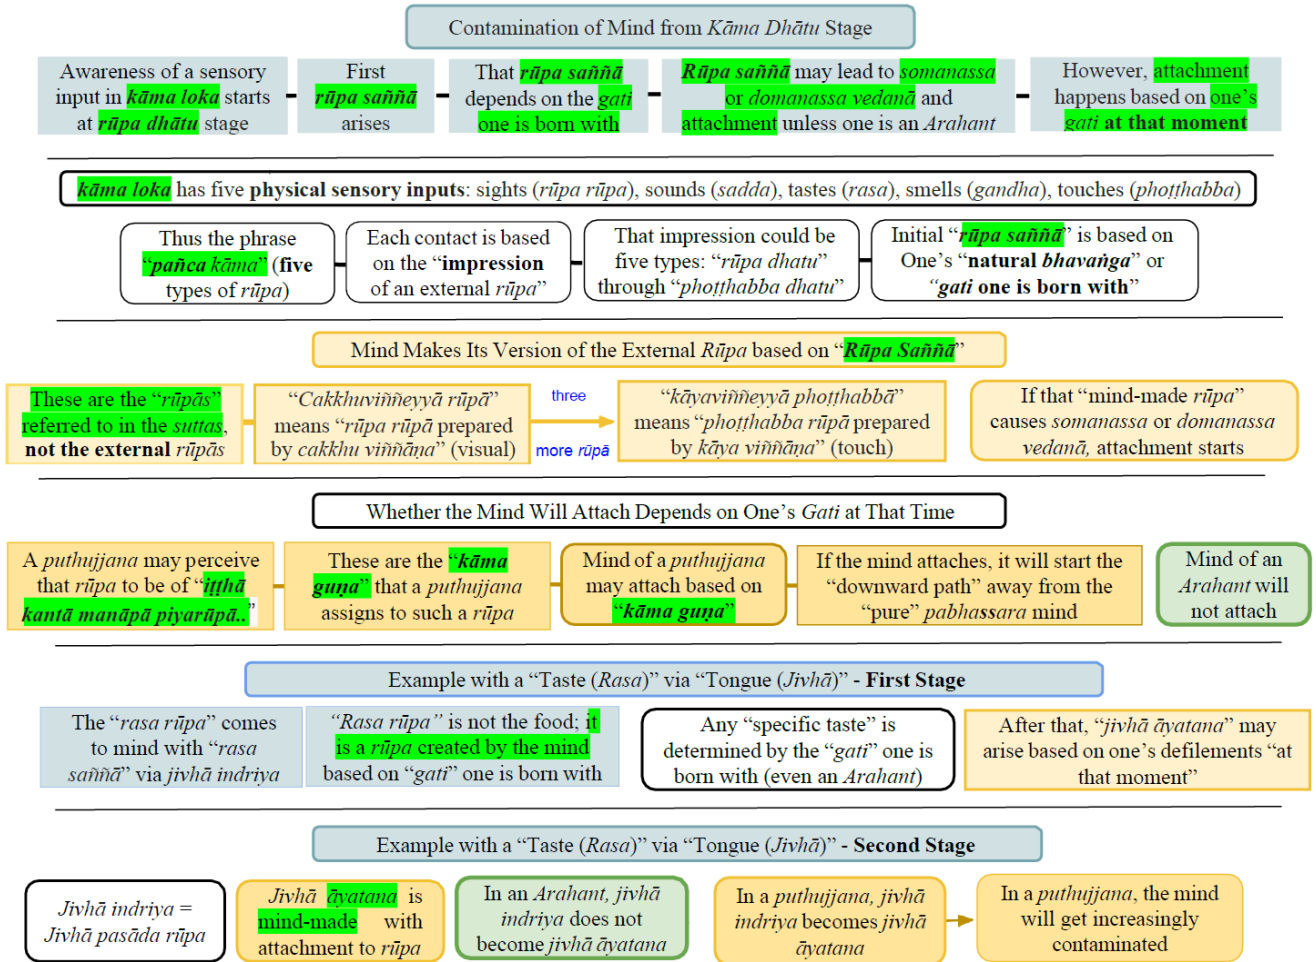 Contamination of Mind from Kāma Dhātu Stage
Awareness of a sensory
input in kāma loka starts
at rūpa dhātu stage
First
rūpa saññā
arises
That rūpa saññā
depends on the gati
one is born with
Rūpa saññā may lead to somanassa
or domanassa vedanā and
attachment unless one is an Arahant
However, attachment
happens based on one's
gati at that moment
kāma loka has five physical sensory inputs: sights (rūpa rūpa), sounds (sadda), tastes (rasa), smells (gandha), touches (phoṭṭhabba)
Thus the phrase
“pañca kāma” (five
types of rūpa)
Each contact is based
on the “impression
of an external rūpa”
That impression could be
five types: “rūpa dhatu”
through “phoṭṭhabba dhatu”
Initial “rūpa saññā” is based on
One's “natural bhavaṅga” or
“gati one is born with”
Mind Makes Its Version of the External Rūpa based on “Rūpa Saññā”
These are the “rūpās”
referred to in the suttas,
not the external rūpās
“Cakkhuviññeyyā rūpā”
means “rūpa rūpā prepared
by cakkhu viññāṇa” (visual)
three
more rūpā
“kāyaviññeyyā phoṭṭhabbā”
means “phoṭṭhabba rūpā prepared
by kāya viññāṇa” (touch)
If that “mind-made rūpa”
causes somanassa or domanassa
vedanā, attachment starts
Whether the Mind Will Attach Depends on One's Gati at That Time
A puthujjana may perceive
that rūpa to be of “iṭṭhā
kantā manāpā piyarūpā..”
These are the “kāma
guṇa” that a puthujjana
assigns to such a rūpa
Mind of a puthujjana
may attach based on
“kāma guṇa”
If the mind attaches, it will start the
“downward path” away from the
“pure” pabhassara mind
Mind of an
Arahant will
not attach
Example with a “Taste (Rasa)” via “Tongue (Jivhā)” - First Stage
The “rasa rūpa” comes
to mind with “rasa
saññā” via jivhā indriya
“Rasa rūpa” is not the food; it
is a rūpa created by the mind
based on “gati” one is born with
Any “specific taste” is
determined by the “gati” one is
born with (even an Arahant)
After that, “jivhā āyatana” may
arise based on one's defilements “at
that moment”
Example with a “Taste (Rasa)” via “Tongue (Jivhā)” - Second Stage
Jivhā indriya =
Jivhā pasāda rūpa
Jivhā āyatana is
mind-made with
attachment to rūpa
In an Arahant, jivhā
indriya does not
become jivhā āyatana
In a puthujjana, jivhā
indriya becomes jivhā
āyatana
In a puthujjana, the mind
will get increasingly
contaminated